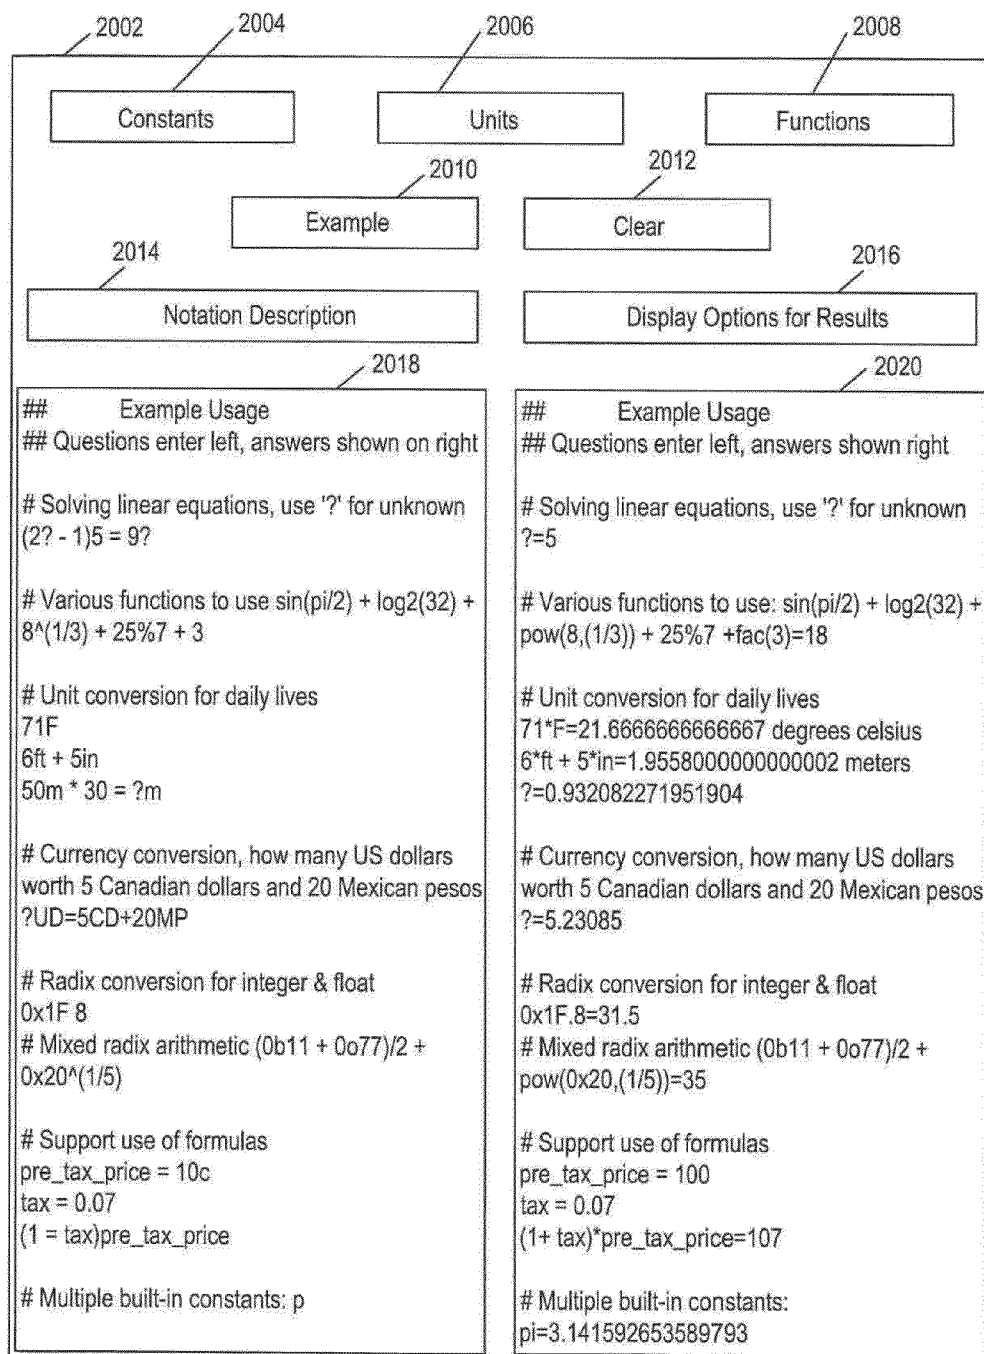 2002
2004
2006
2008
Constants
Units
Functions
2010
2012
Example
Clear
2014
2016
Notation Description
Display Options for Results
2018
## Example Usage
## Questions enter left, answers shown on right
# Solving linear equations, use '?' for unknown
(2? - 1)5 = 9?
# Various functions to use sin(pi/2) + log2(32) +
8^(1/3) + 25%7 + 3
# Unit conversion for daily lives
71F
6ft + 5in
50m * 30 = ?m
# Currency conversion, how many US dollars
worth 5 Canadian dollars and 20 Mexican pesos
?UD=5CD+20MP
# Radix conversion for integer & float
0x1F 8
# Mixed radix arithmetic (0b11 + 0o77)/2 +
0x20^(1/5)
# Support use of formulas
pre_tax_price = 10c
tax = 0.07
(1 = tax)pre_tax_price
# Multiple built-in constants: p
2020
## Example Usage
## Questions enter left, answers shown right
# Solving linear equations, use '?' for unknown
?=5
# Various functions to use: sin(pi/2) + log2(32) +
pow(8,(1/3)) + 25%7 +fac(3)=18
# Unit conversion for daily lives
71*F=21.6666666666667 degrees celsius
6*ft + 5*in=1.9558000000000002 meters
?=0.932082271951904
# Currency conversion, how many US dollars
worth 5 Canadian dollars and 20 Mexican pesos
?=5.23085
# Radix conversion for integer & float
0x1F.8=31.5
# Mixed radix arithmetic (0b11 + 0o77)/2 +
pow(0x20,(1/5))=35
# Support use of formulas
pre_tax_price = 100
tax = 0.07
(1+ tax)*pre_tax_price=107
# Multiple built-in constants:
pi=3.141592653589793